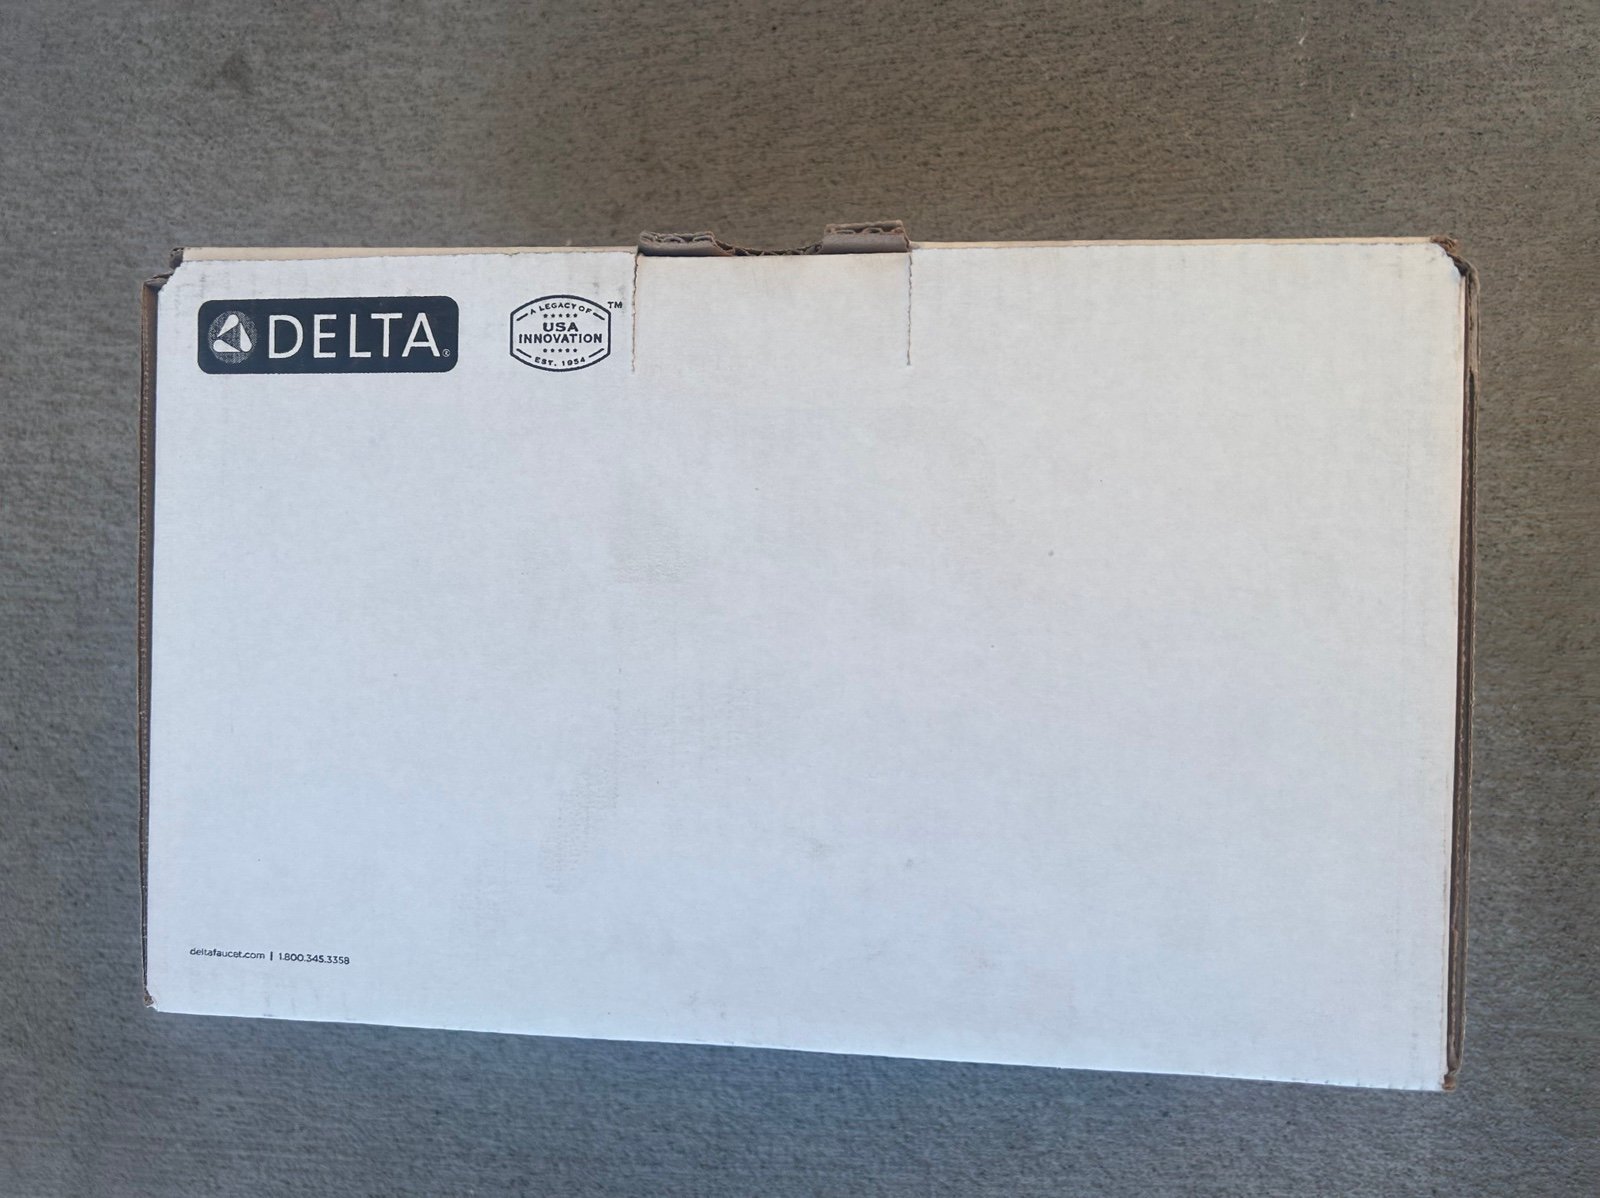 DELTA®
A LEGACY OF
USA
INNOVATION
EST. 1954
TM
deltafaucet.com | 1.800.345.3358